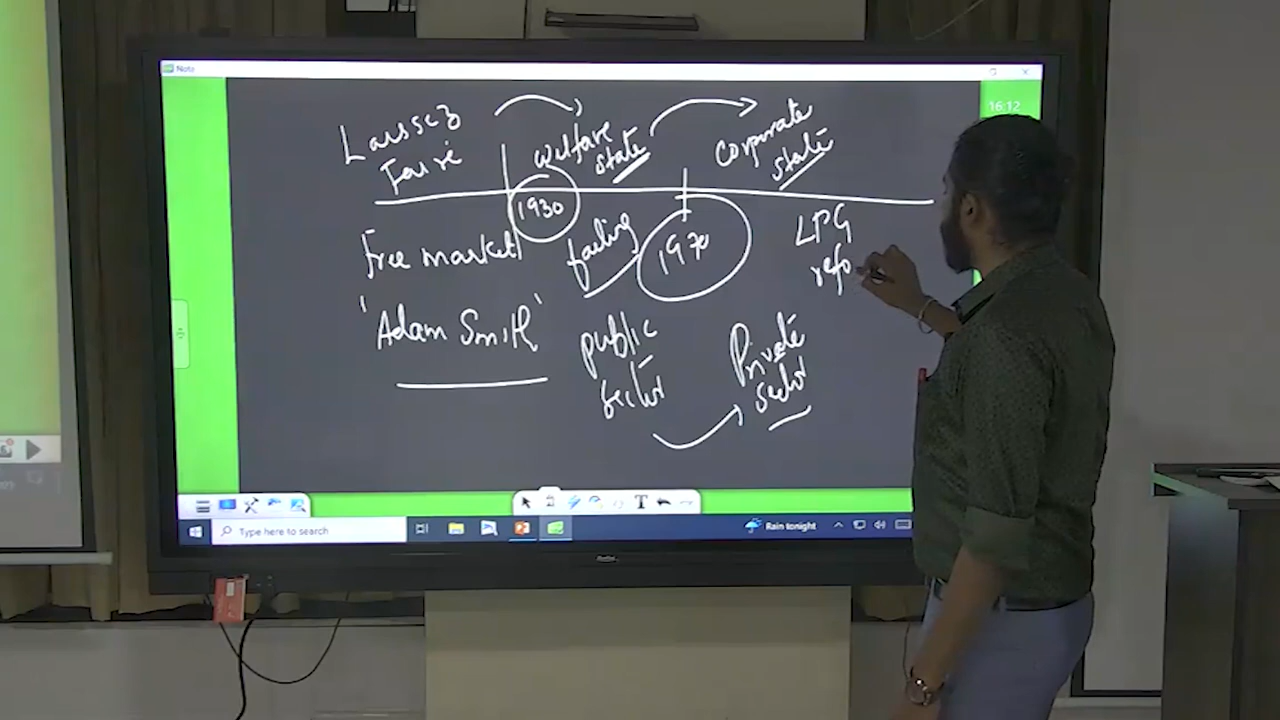 Note
16:12
Laissez
Faire
Welfare
state
Corporate
state
1930
1970
Free market
failing
LPG
refo
'Adam Smith'
public
sector
Private
sector
Type here to search
Rain tonight